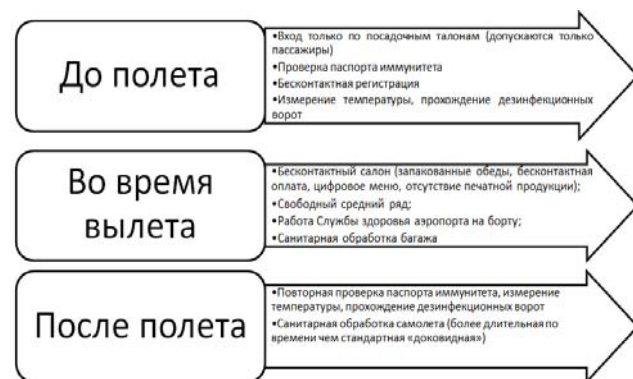 До полета
•Вход только по посадочным талонам (допускаются только
пассажиры)
•Проверка паспорта иммунитета
•Бесконтактная регистрация
•Измерение температуры, прохождение дезинфекционных
ворот
Во время
вылета
•Бесконтактный салон (запакованные обеды, бесконтактная
оплата, цифровое меню, отсутствие печатной продукции);
•Свободный средний ряд;
•Работа Службы здоровья аэропорта на борту;
•Санитарная обработка багажа
После полета
•Повторная проверка паспорта иммунитета, измерение
температуры, прохождение дезинфекционных ворот
•Санитарная обработка самолета (более длительная по
времени чем стандартная «доковидная»)